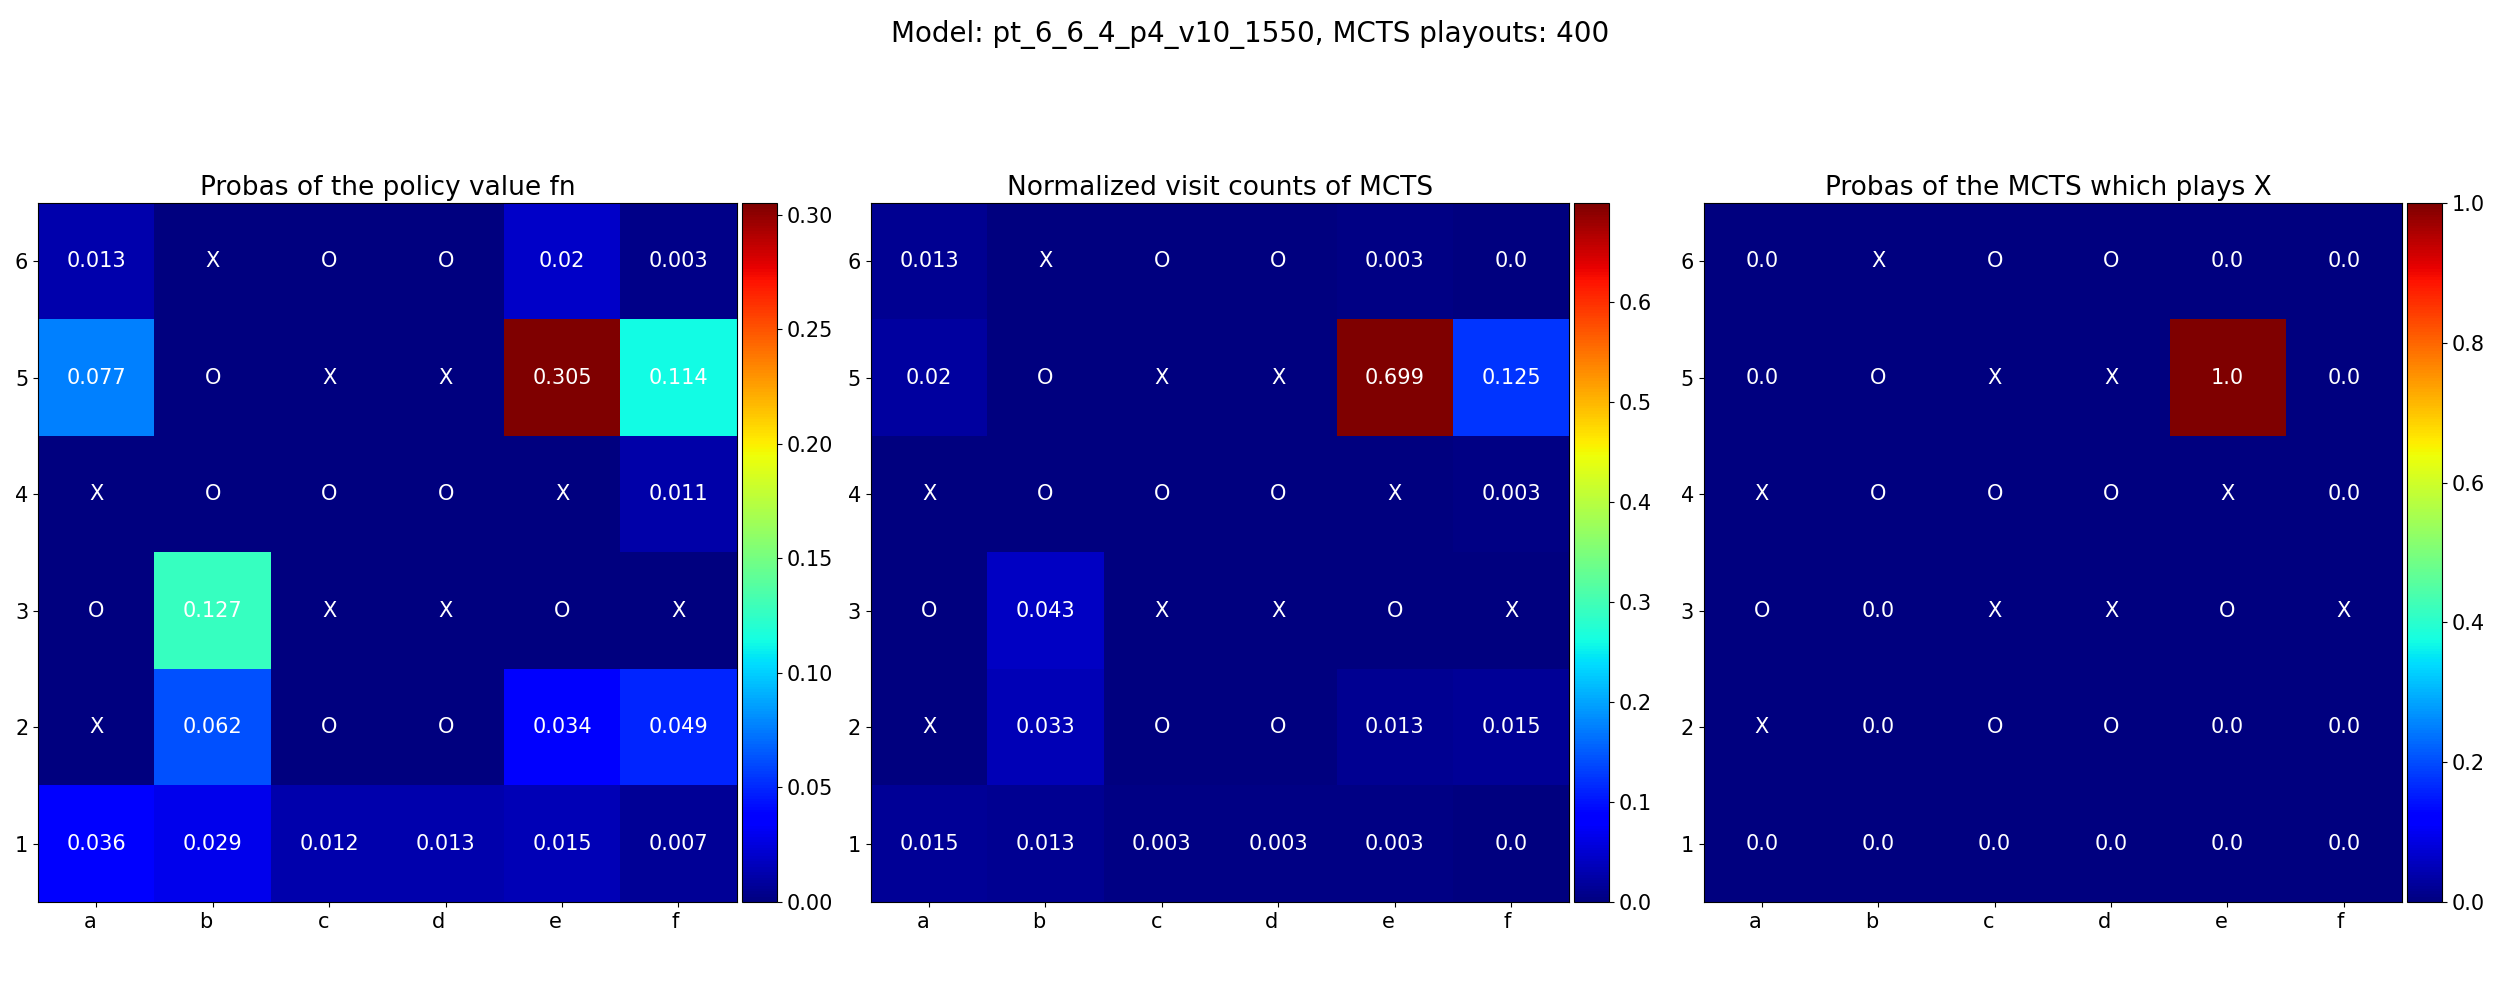 Model: pt_6_6_4_p4_v10_1550, MCTS playouts: 400
Probas of the policy value fn
6 0.013 X O O 0.02 0.003
5 0.077 O X X 0.305 0.114
4 X O O O X 0.011
3 O 0.127 X X O X
2 X 0.062 O O 0.034 0.049
1 0.036 0.029 0.012 0.013 0.015 0.007
a b c d e f
0.30
0.25
0.20
0.15
0.10
0.05
0.00
Normalized visit counts of MCTS
6 0.013 X O O 0.003 0.0
5 0.02 O X X 0.699 0.125
4 X O O O X 0.003
3 O 0.043 X X O X
2 X 0.033 O O 0.013 0.015
1 0.015 0.013 0.003 0.003 0.003 0.0
a b c d e f
0.6
0.5
0.4
0.3
0.2
0.1
0.0
Probas of the MCTS which plays X
6 0.0 X O O 0.0 0.0
5 0.0 O X X 1.0 0.0
4 X O O O X 0.0
3 O 0.0 X X O X
2 X 0.0 O O 0.0 0.0
1 0.0 0.0 0.0 0.0 0.0 0.0
a b c d e f
1.0
0.8
0.6
0.4
0.2
0.0